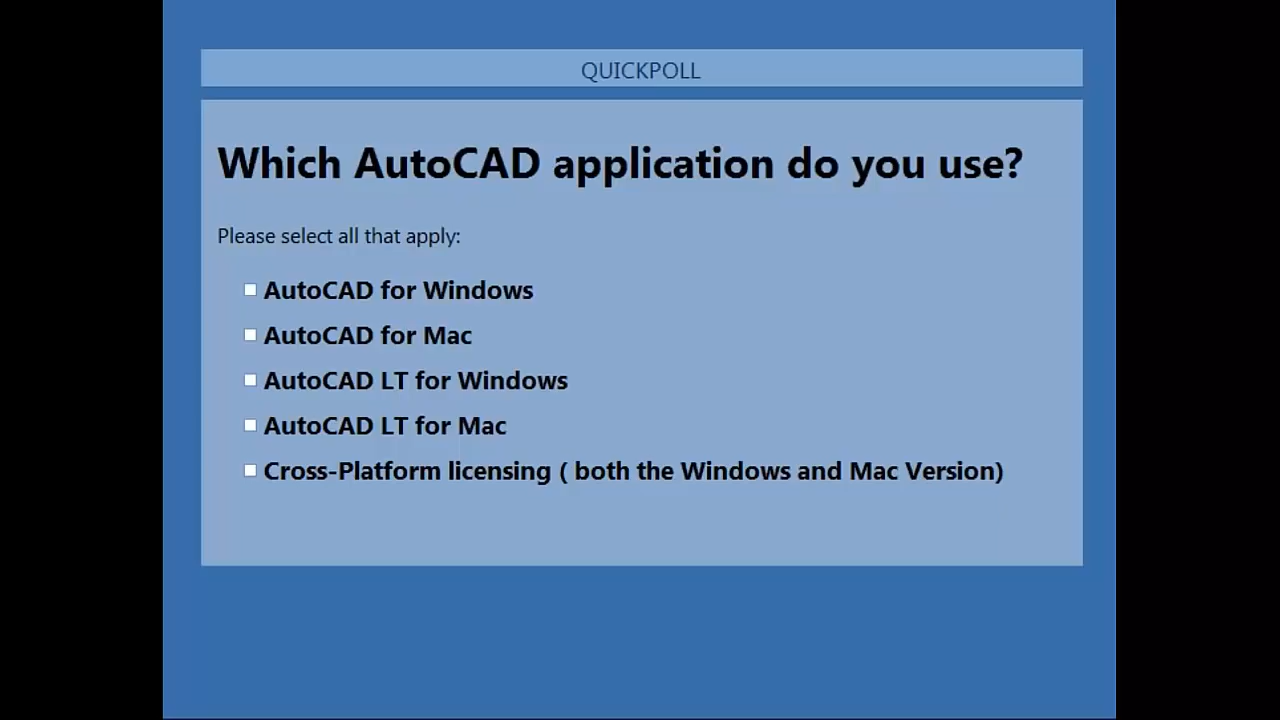 QUICKPOLL
Which AutoCAD application do you use?
Please select all that apply:
AutoCAD for Windows
AutoCAD for Mac
AutoCAD LT for Windows
AutoCAD LT for Mac
Cross-Platform licensing ( both the Windows and Mac Version)